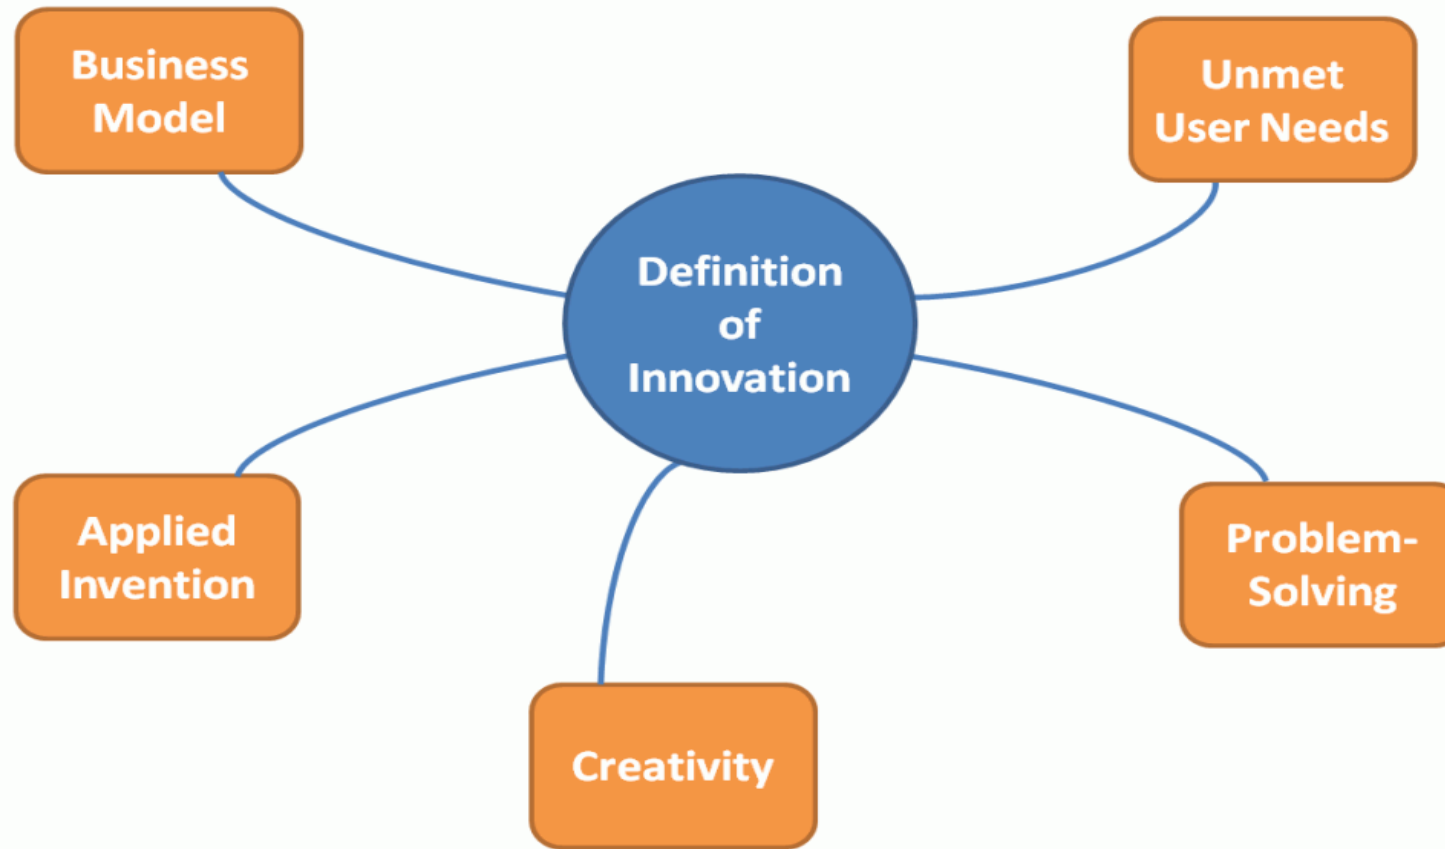 Business
Model
Unmet
User Needs
Definition
of
Innovation
Applied
Invention
Problem-
Solving
Creativity